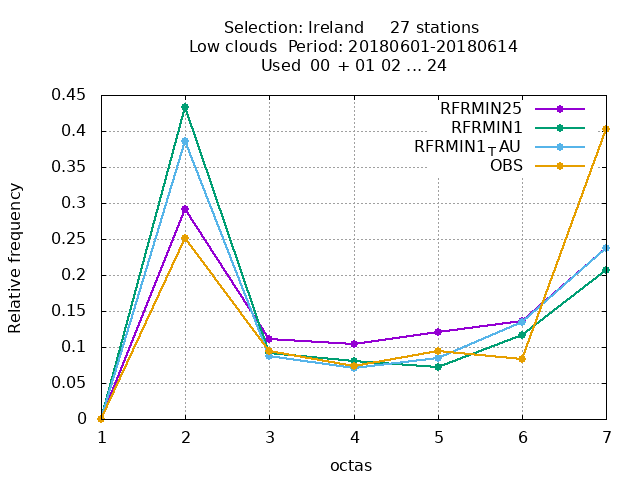 Selection: Ireland 27 stations
Low clouds Period: 20180601-20180614
Used 00 + 01 02 ... 24
Relative frequency
0.45
0.4
0.35
0.3
0.25
0.2
0.15
0.1
0.05
0
RFRMIN25
RFRMIN1
RFRMIN1_TAU
OBS
1 2 3 4 5 6 7
octas